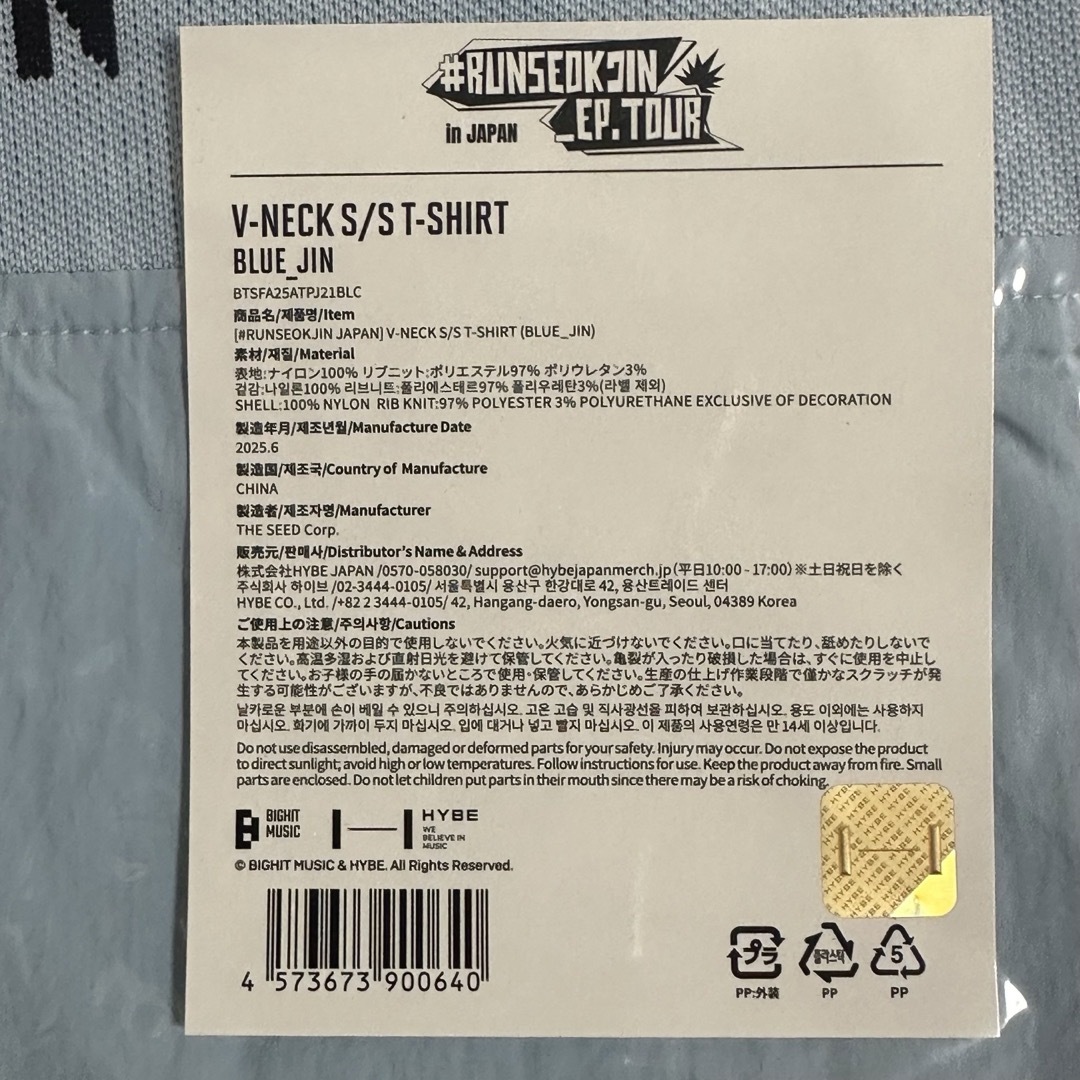 #RUNSEOKJIN
_EP.TOUR
in JAPAN
V-NECK S/S T-SHIRT
BLUE_JIN
BTSFA25ATPJ21BLC
商品名/제품명/Item
[#RUNSEOKJIN JAPAN] V-NECK S/S T-SHIRT (BLUE_JIN)
素材/재질/Material
表地:ナイロン100% リブニット:ポリエステル97% ポリウレタン3%
겉감:나일론100% 리브니트:폴리에스테르97% 폴리우레탄3%(라벨 제외)
SHELL:100% NYLON RIB KNIT:97% POLYESTER 3% POLYURETHANE EXCLUSIVE OF DECORATION
製造年月/제조년월/Manufacture Date
2025.6
製造国/제조국/Country of Manufacture
CHINA
製造者/제조자명/Manufacturer
THE SEED Corp.
販売元/판매사/Distributor's Name & Address
株式会社HYBE JAPAN /0570-058030/ support@hybejapanmerch.jp (平日10:00 - 17:00) ※土日祝日を除く
주식회사 하이브 /02-3444-0105/ 서울특별시 용산구 한강대로 42, 용산트레이드 센터
HYBE CO., Ltd. /+82 2 3444-0105/ 42, Hangang-daero, Yongsan-gu, Seoul, 04389 Korea
ご使用上の注意/주의사항/Cautions
本製品を用途以外の目的で使用しないでください。火気に近づけないでください。口に当てたり、舐めたりしないで
ください。高温多湿および直射日光を避けて保管してください。亀裂が入ったり破損した場合は、すぐに使用を中止し
てください。お子様の手の届かないところで使用・保管してください。生産の仕上げ作業段階で僅かなスクラッチが発
生する可能性がございますが、不良ではありませんので、あらかじめご了承ください。
날카로운 부분에 손이 베일 수 있으니 주의하십시오. 고온 고습 및 직사광선을 피하여 보관하십시오. 용도 이외에는 사용하지
마십시오. 화기에 가까이 두지 마십시오. 입에 대거나 넣고 빨지 마십시오. 이 제품의 사용연령은 만 14세 이상입니다.
Do not use disassembled, damaged or deformed parts for your safety. Injury may occur. Do not expose the product
to direct sunlight; avoid high or low temperatures. Follow instructions for use. Keep the product away from fire. Small
parts are enclosed. Do not let children put parts in their mouth since there may be a risk of choking.
BIGHIT
MUSIC
HYBE
WE
BELIEVE IN
MUSIC
© BIGHIT MUSIC & HYBE. All Rights Reserved.
HYBE HYBE HYBE
4 573673 900640
プラ
PP:外装
플라스틱
PP
5
PP